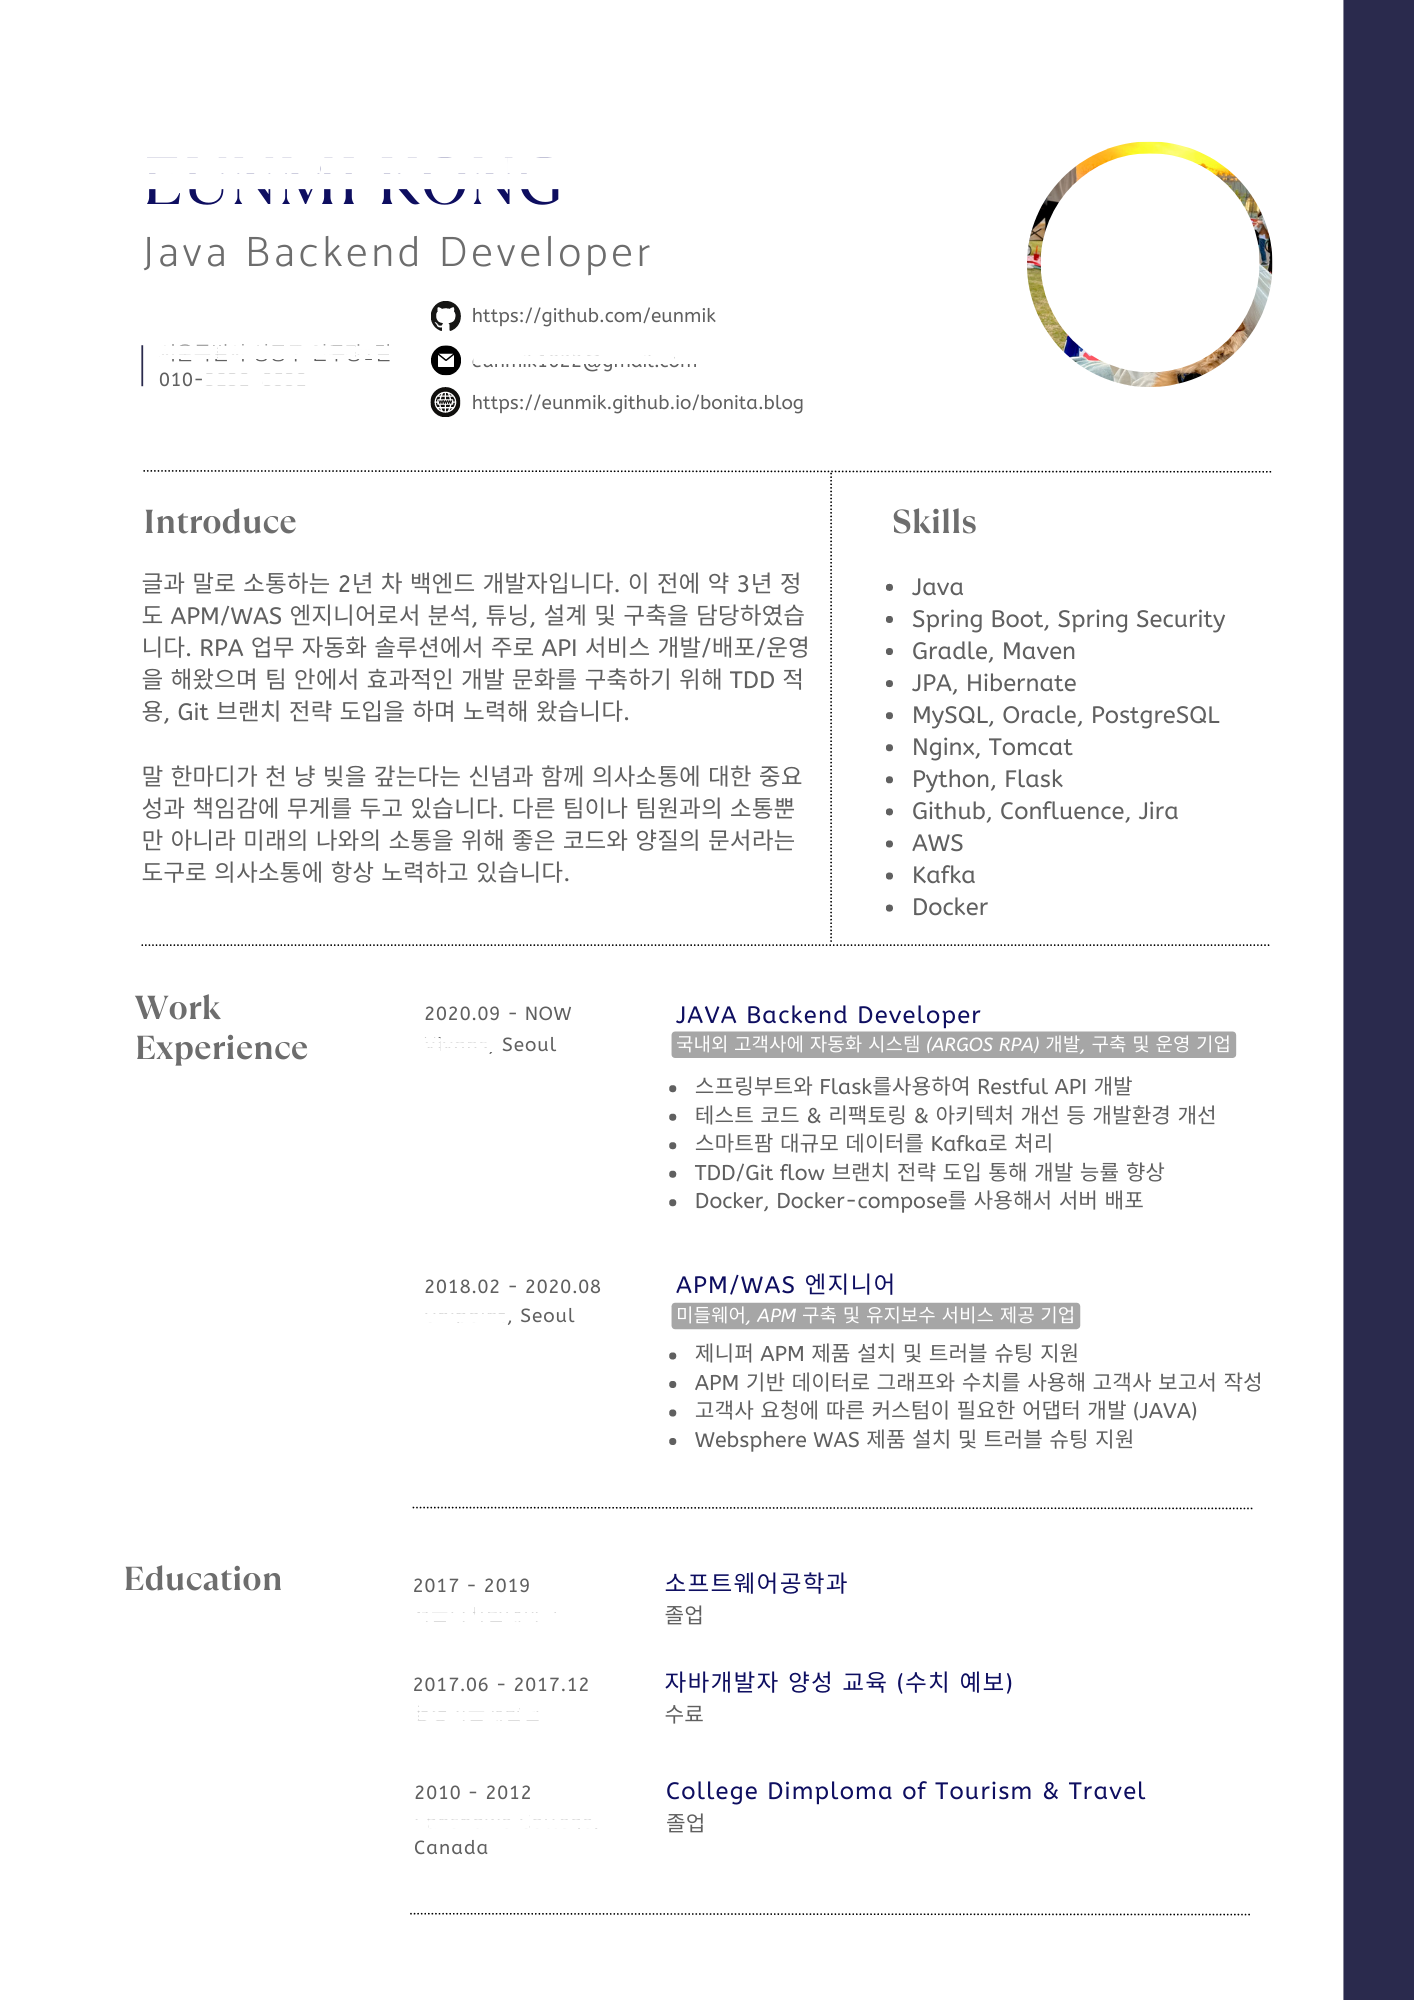 EUNMI KONG
Java Backend Developer
https://github.com/eunmik
010-
https://eunmik.github.io/bonita.blog
Introduce
글과 말로 소통하는 2년 차 백엔드 개발자입니다. 이 전에 약 3년 정
도 APM/WAS 엔지니어로서 분석, 튜닝, 설계 및 구축을 담당하였습
니다. RPA 업무 자동화 솔루션에서 주로 API 서비스 개발/배포/운영
을 해왔으며 팀 안에서 효과적인 개발 문화를 구축하기 위해 TDD 적
용, Git 브랜치 전략 도입을 하며 노력해 왔습니다.
말 한마디가 천 냥 빚을 갚는다는 신념과 함께 의사소통에 대한 중요
성과 책임감에 무게를 두고 있습니다. 다른 팀이나 팀원과의 소통뿐
만 아니라 미래의 나와의 소통을 위해 좋은 코드와 양질의 문서라는
도구로 의사소통에 항상 노력하고 있습니다.
Skills
Java
Spring Boot, Spring Security
Gradle, Maven
JPA, Hibernate
MySQL, Oracle, PostgreSQL
Nginx, Tomcat
Python, Flask
Github, Confluence, Jira
AWS
Kafka
Docker
Work
Experience
2020.09 - NOW
, Seoul
JAVA Backend Developer
국내외 고객사에 자동화 시스템 (ARGOS RPA) 개발, 구축 및 운영 기업
스프링부트와 Flask를사용하여 Restful API 개발
테스트 코드 & 리팩토링 & 아키텍처 개선 등 개발환경 개선
스마트팜 대규모 데이터를 Kafka로 처리
TDD/Git flow 브랜치 전략 도입 통해 개발 능률 향상
Docker, Docker-compose를 사용해서 서버 배포
2018.02 - 2020.08
, Seoul
APM/WAS 엔지니어
미들웨어, APM 구축 및 유지보수 서비스 제공 기업
제니퍼 APM 제품 설치 및 트러블 슈팅 지원
APM 기반 데이터로 그래프와 수치를 사용해 고객사 보고서 작성
고객사 요청에 따른 커스텀이 필요한 어댑터 개발 (JAVA)
Websphere WAS 제품 설치 및 트러블 슈팅 지원
Education
2017 - 2019
소프트웨어공학과
졸업
2017.06 - 2017.12
자바개발자 양성 교육 (수치 예보)
수료
2010 - 2012
Canada
College Dimploma of Tourism & Travel
졸업